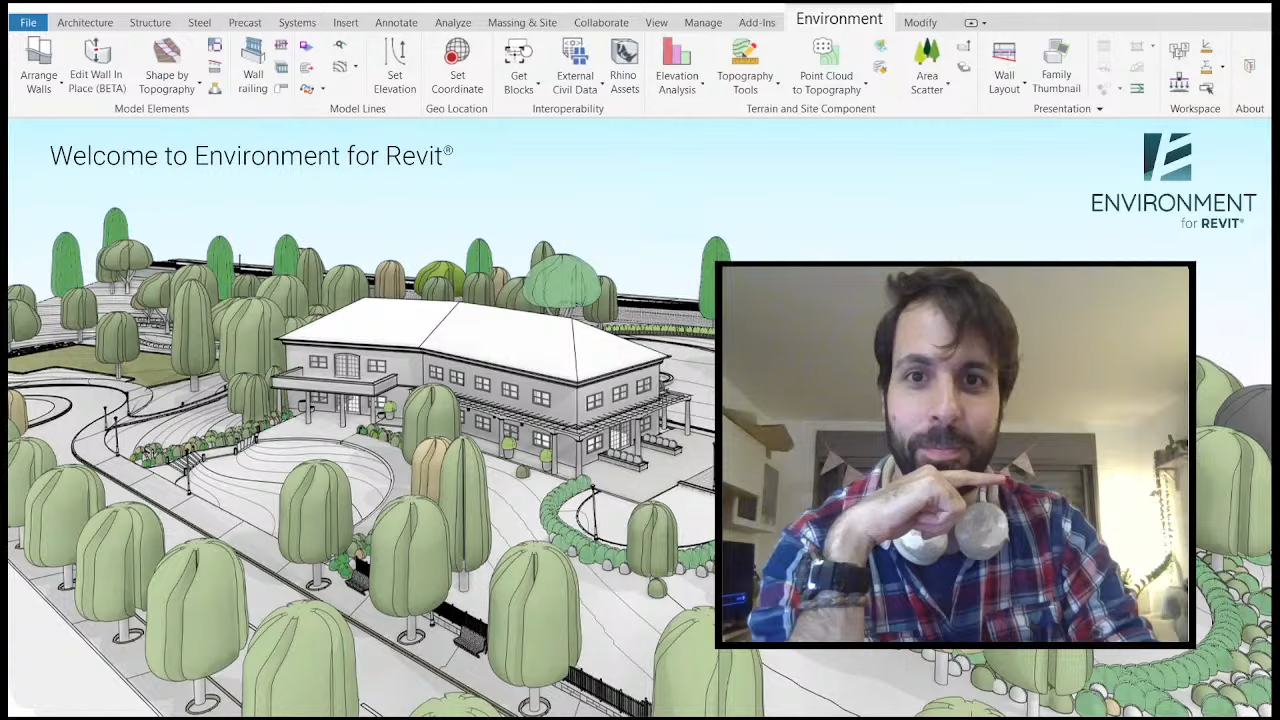 File Architecture Structure Steel Precast Systems Insert Annotate Analyze Massing & Site Collaborate View Manage Add-Ins Environment Modify
Arrange Walls
Edit Wall In Place (BETA)
Shape by Topography
Wall railing
Set Elevation
Set Coordinates
Get Blocks
External Civil Data
Rhino Assets
Elevation Analysis
Topography Tools
Point Cloud to Topography
Area Scatter
Wall Layout
Family Thumbnail
Model Elements Model Lines Geo Location Interoperability Terrain and Site Component Presentation Workspace About
Welcome to Environment for Revit®
ENVIRONMENT
for REVIT®